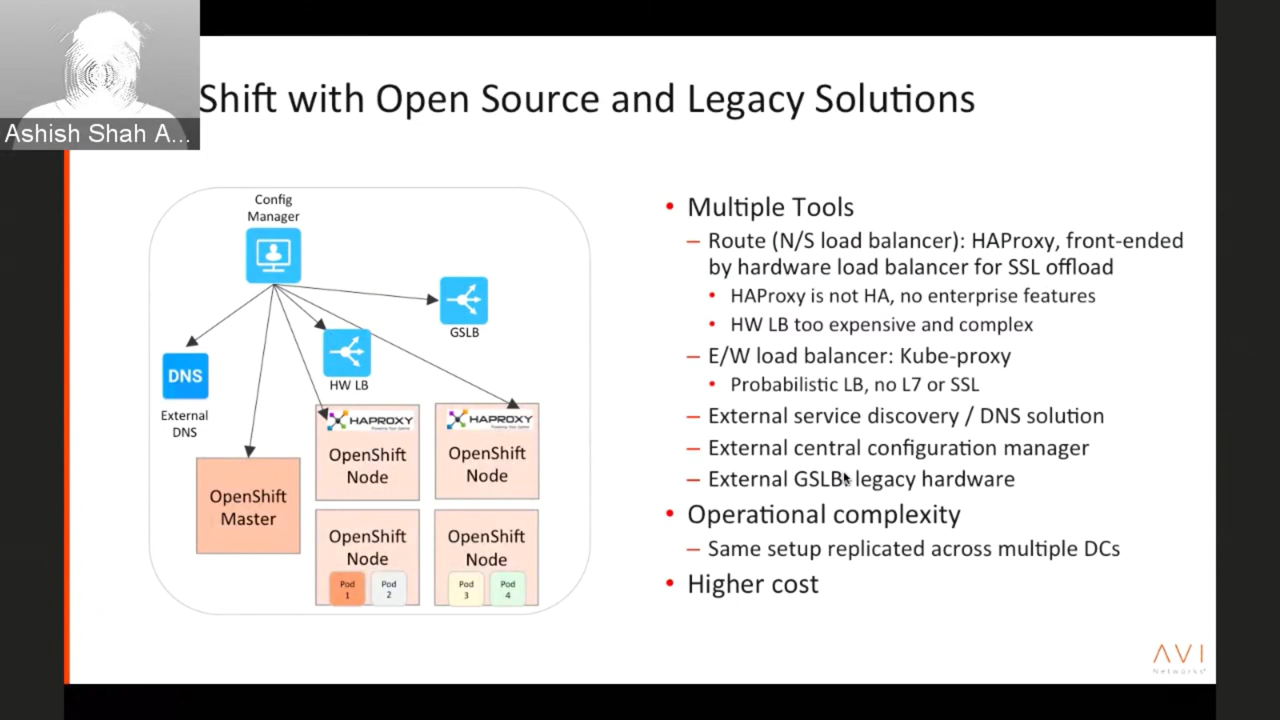 Ashish Shah A...
Shift with Open Source and Legacy Solutions
Config
Manager
GSLB
HW LB
DNS
External
DNS
HAPROXY
OpenShift
Node
HAPROXY
OpenShift
Node
OpenShift
Master
OpenShift
Node
Pod
1
Pod
2
OpenShift
Node
Pod
3
Pod
4
• Multiple Tools
– Route (N/S load balancer): HAProxy, front-ended
by hardware load balancer for SSL offload
• HAProxy is not HA, no enterprise features
• HW LB too expensive and complex
– E/W load balancer: Kube-proxy
• Probabilistic LB, no L7 or SSL
– External service discovery / DNS solution
– External central configuration manager
– External GSLB legacy hardware
• Operational complexity
– Same setup replicated across multiple DCs
• Higher cost
AVI
Networks